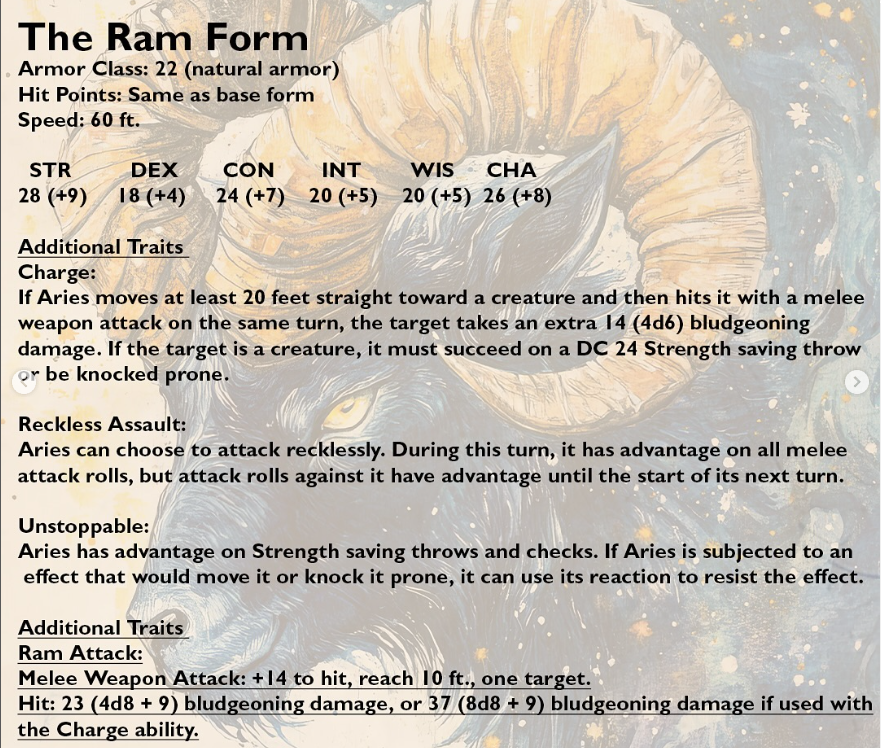 The Ram Form
Armor Class: 22 (natural armor)
Hit Points: Same as base form
Speed: 60 ft.
STR DEX CON INT WIS CHA
28 (+9) 18 (+4) 24 (+7) 20 (+5) 20 (+5) 26 (+8)
Additional Traits
Charge:
If Aries moves at least 20 feet straight toward a creature and then hits it with a melee
weapon attack on the same turn, the target takes an extra 14 (4d6) bludgeoning
damage. If the target is a creature, it must succeed on a DC 24 Strength saving throw
or be knocked prone.
Reckless Assault:
Aries can choose to attack recklessly. During this turn, it has advantage on all melee
attack rolls, but attack rolls against it have advantage until the start of its next turn.
Unstoppable:
Aries has advantage on Strength saving throws and checks. If Aries is subjected to an
effect that would move it or knock it prone, it can use its reaction to resist the effect.
Additional Traits
Ram Attack:
Melee Weapon Attack: +14 to hit, reach 10 ft., one target.
Hit: 23 (4d8 + 9) bludgeoning damage, or 37 (8d8 + 9) bludgeoning damage if used with
the Charge ability.